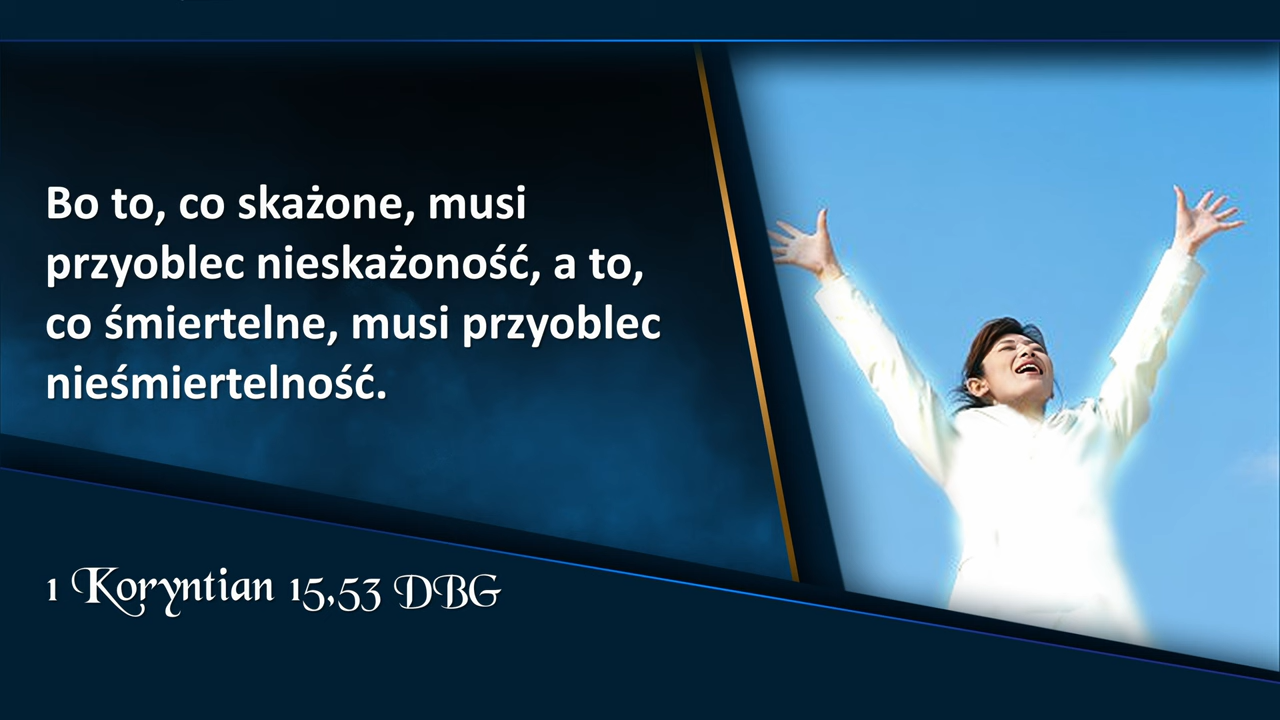 Bo to, co skażone, musi
przyoblec nieskażoność, a to,
co śmiertelne, musi przyoblec
nieśmiertelność.
1 Koryntian 15,53 DBG